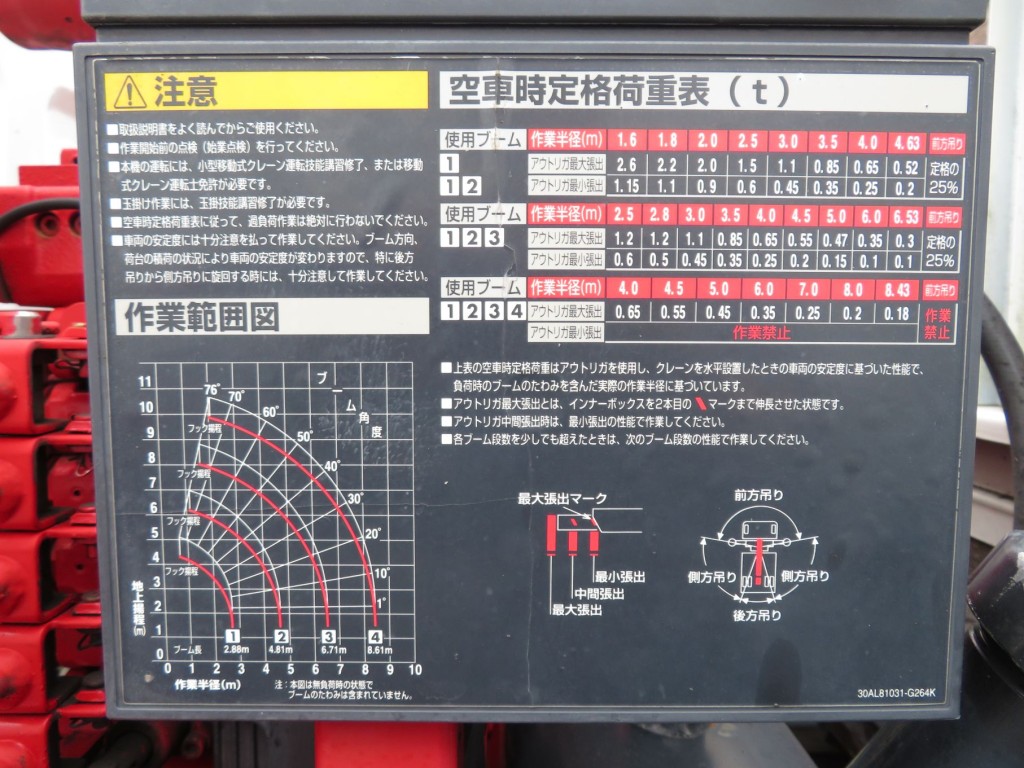 注意
■取扱説明書をよく読んでからご使用ください。
■作業開始前の点検（始業点検）を行ってください。
■本機の運転には、小型移動式クレーン運転技能講習修了、または移動
式クレーン運転士免許が必要です。
■玉掛け作業には、玉掛技能講習修了が必要です。
■空車時定格荷重表に従って、過負荷作業は絶対に行わないでください。
■車両の安定度には十分注意を払って作業してください。ブーム方向、
荷台の積荷の状況により車両の安定度が変わりますので、特に後方
吊りから側方吊りに旋回する時には、十分注意して作業してください。
作業範囲図
ブーム角度
76° 70° 60° 50° 40° 30° 20° 10° 1°
フック揚程
フック揚程
フック揚程
フック揚程
11
10
9
8
7
6
5
4
3
2
1
0
地上揚程(m)
1 2 3 4
ブーム長 2.88m 4.81m 6.71m 8.61m
0 1 2 3 4 5 6 7 8 9 10
作業半径(m)
注：本図は無負荷時の状態で
ブームのたわみは含まれていません。
空車時定格荷重表（t）
使用ブーム 作業半径(m) 1.6 1.8 2.0 2.5 3.0 3.5 4.0 4.63 前方吊り
1 アウトリガ最大張出 2.6 2.2 2.0 1.5 1.1 0.85 0.65 0.52 定格の
1 2 アウトリガ最小張出 1.15 1.1 0.9 0.6 0.45 0.35 0.25 0.2 25%
使用ブーム 作業半径(m) 2.5 2.8 3.0 3.5 4.0 4.5 5.0 6.0 6.53 前方吊り
1 2 3 アウトリガ最大張出 1.2 1.2 1.1 0.85 0.65 0.55 0.47 0.35 0.3 定格の
アウトリガ最小張出 0.6 0.5 0.45 0.35 0.25 0.2 0.15 0.1 0.1 25%
使用ブーム 作業半径(m) 4.0 4.5 5.0 6.0 7.0 8.0 8.43 前方吊り
1 2 3 4 アウトリガ最大張出 0.65 0.55 0.45 0.35 0.25 0.2 0.18 作業
アウトリガ最小張出 作業禁止 禁止
■上表の空車時定格荷重はアウトリガを使用し、クレーンを水平設置したときの車両の安定度に基づいた性能で、
負荷時のブームのたわみを含んだ実際の作業半径に基づいています。
■アウトリガ最大張出とは、インナーボックスを2本目の マークまで伸長させた状態です。
■アウトリガ中間張出時は、最小張出の性能で作業してください。
■各ブーム段数を少しでも超えたときは、次のブーム段数の性能で作業してください。
最大張出マーク
最小張出
中間張出
最大張出
前方吊り
側方吊り 側方吊り
後方吊り
30AL81031-G264K